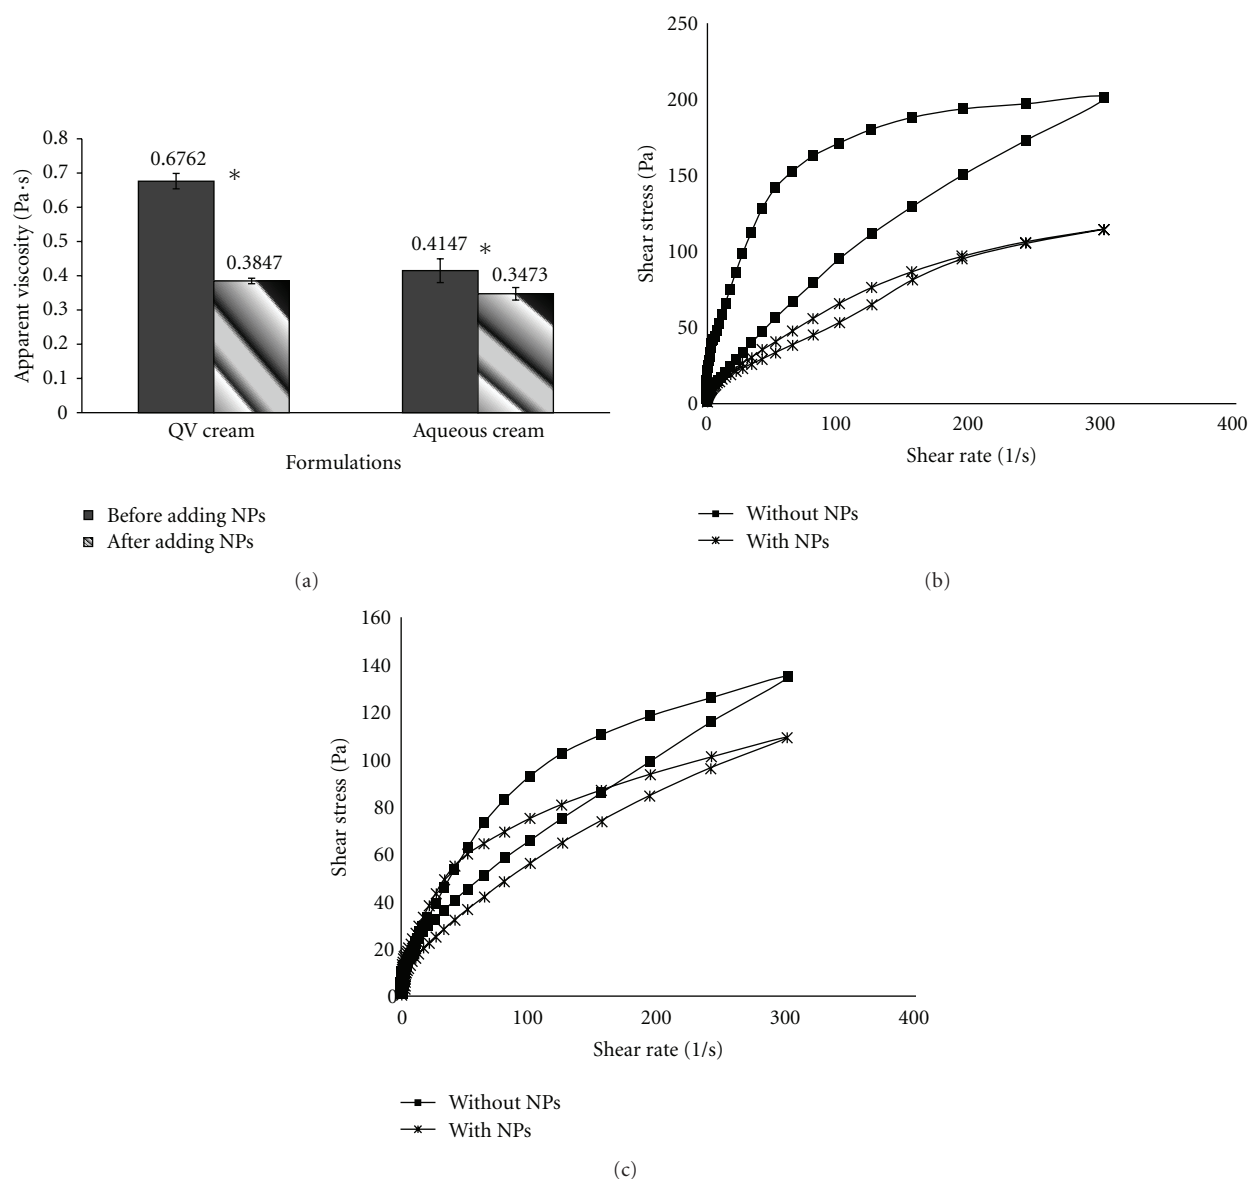 0.8
0.7
0.6
0.5
0.4
0.3
0.2
0.1
0
Apparent viscosity (Pa·s)
0.6762
*
0.3847
0.4147
*
0.3473
QV cream
Aqueous cream
Formulations
Before adding NPs
After adding NPs
(a)
250
200
150
100
50
0
Shear stress (Pa)
0 100 200 300 400
Shear rate (1/s)
Without NPs
With NPs
(b)
160
140
120
100
80
60
40
20
0
Shear stress (Pa)
0 100 200 300 400
Shear rate (1/s)
Without NPs
With NPs
(c)